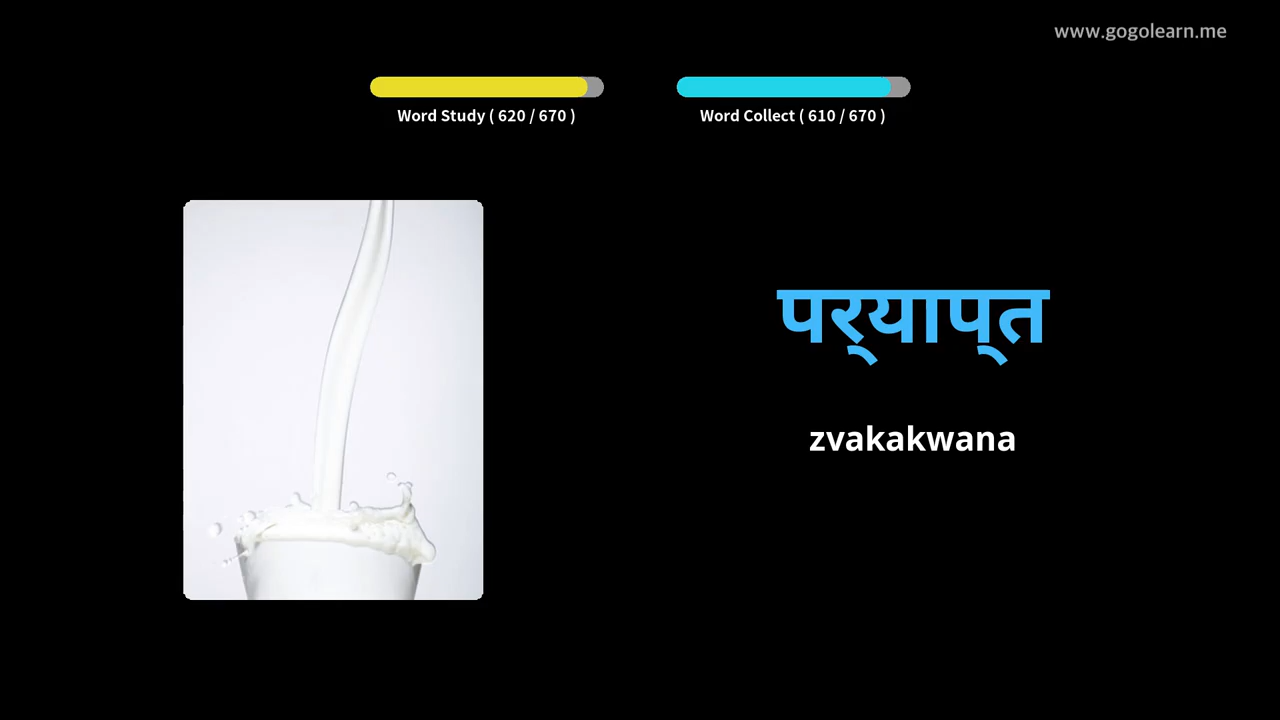 www.gogolearn.me
Word Study ( 620 / 670 )
Word Collect ( 610 / 670 )
पर्याप्त
zvakakwana